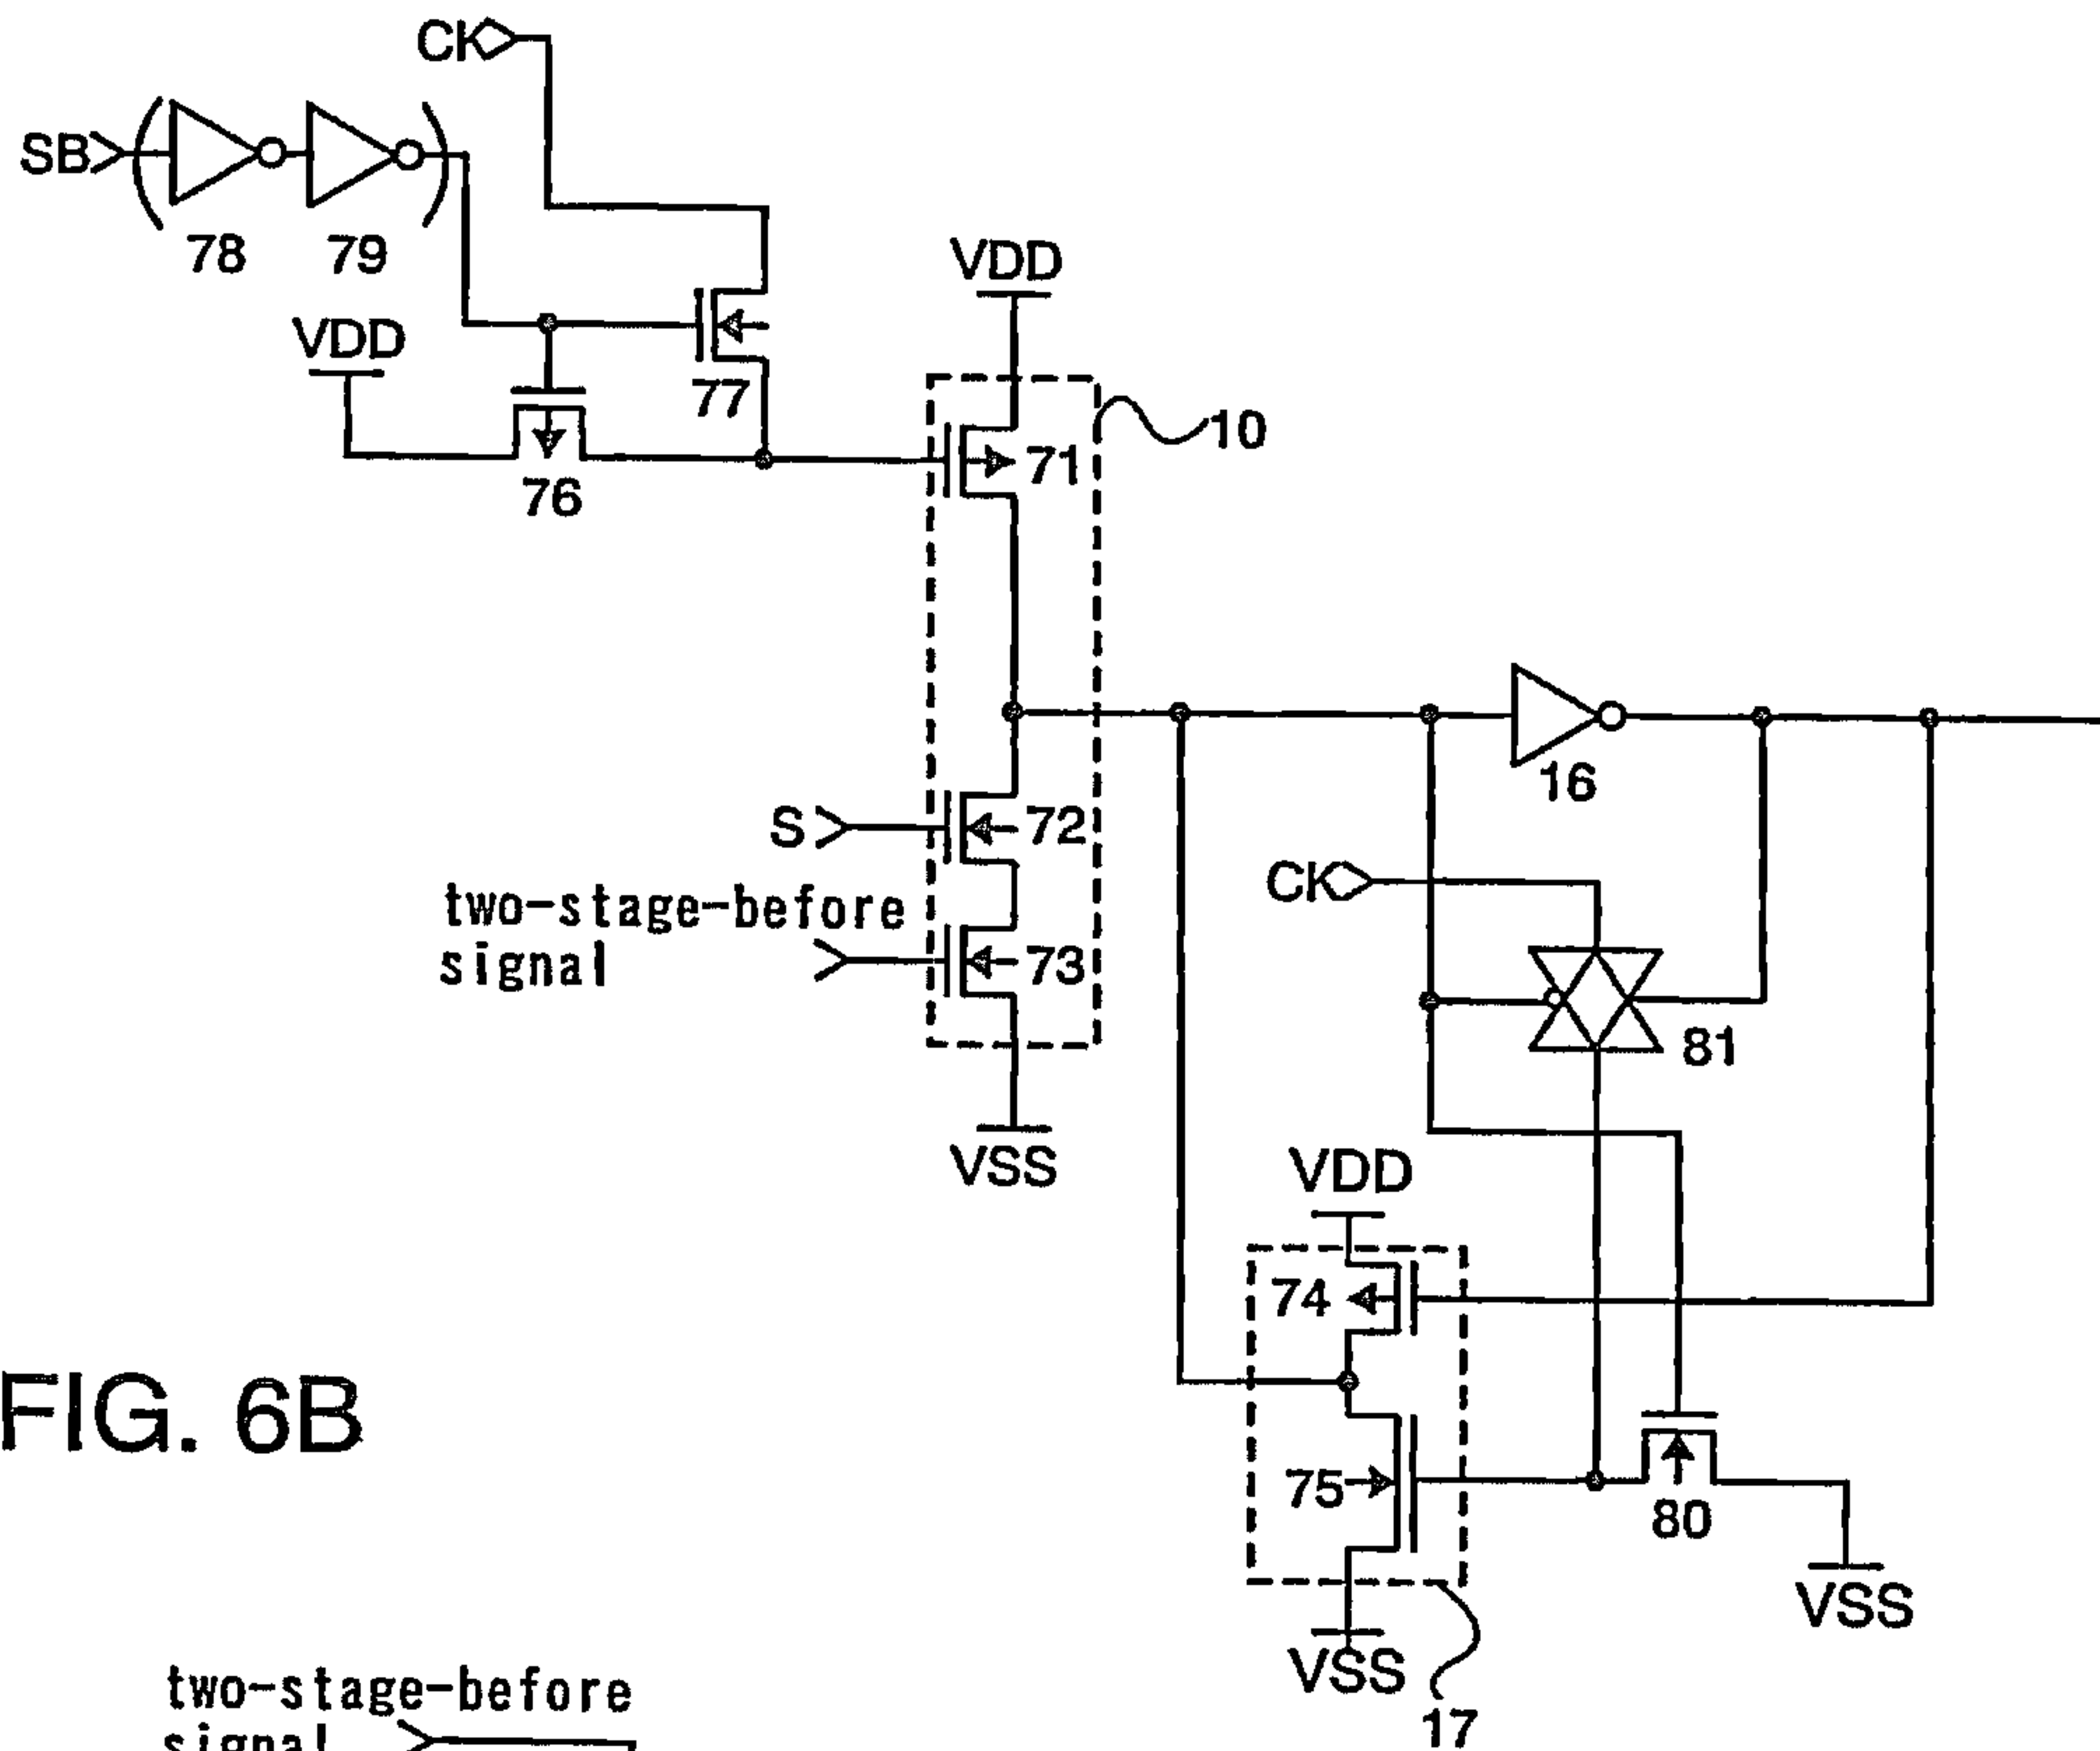 CK
SB
78
79
VDD
VDD
77
10
71
76
16
S
72
CK
two-stage-before
signal
73
81
VSS
VDD
74
FIG. 6B
75
80
VSS
VSS
two-stage-before
signal
17